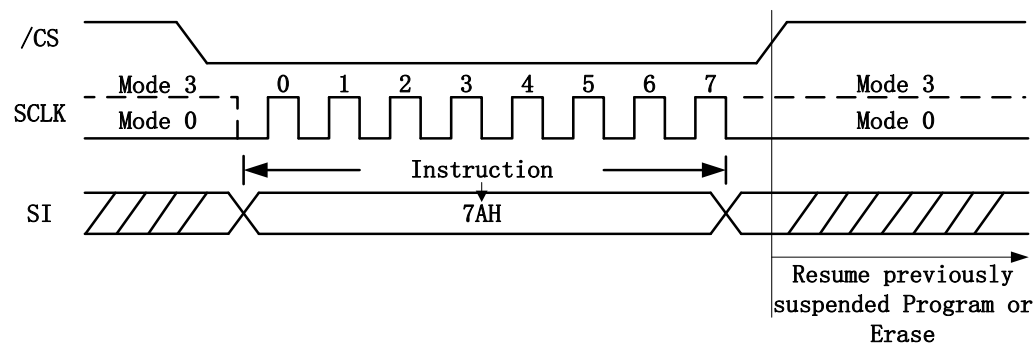 /CS
Mode 3 0 1 2 3 4 5 6 7 Mode 3
SCLK
Mode 0 Mode 0
Instruction
SI
7AH
Resume previously
suspended Program or
Erase